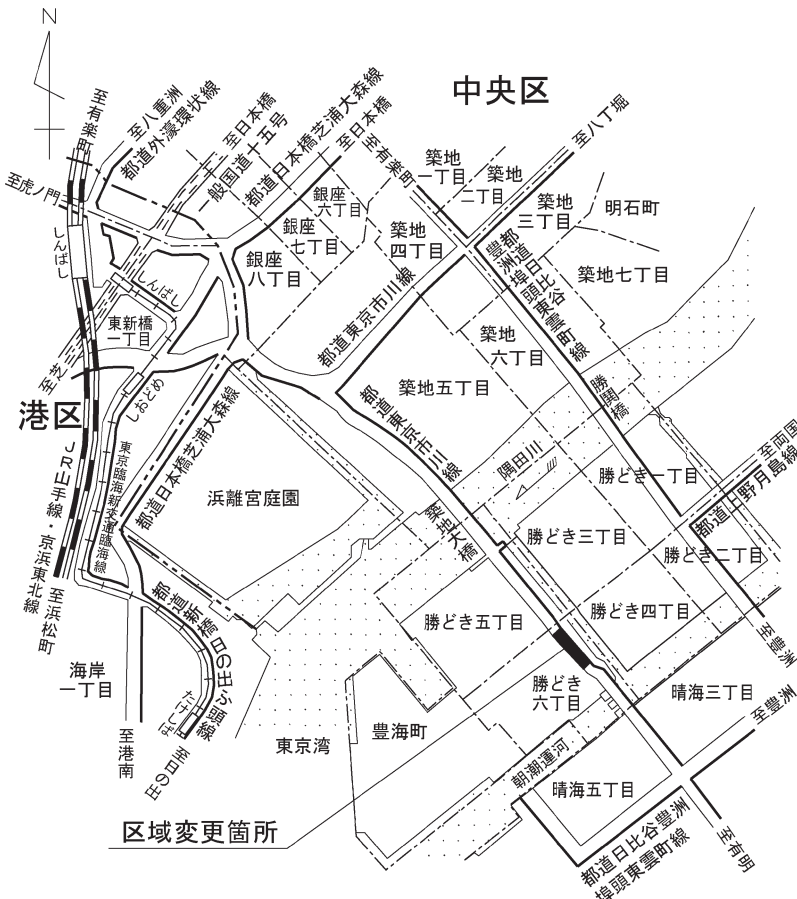 N
中央区
至有楽町
至八重洲
都道外濠環状線
至日本橋
一般国道十五号
都道日本橋芝浦大森線
至日本橋
至有楽町
至八丁堀
至虎ノ門
しんばし
しんばし
東新橋
一丁目
至芝
銀座
六丁目
銀座
七丁目
銀座
八丁目
築地
一丁目
築地
二丁目
築地
三丁目
築地
四丁目
明石町
都道日比谷
豊洲埠頭東雲町線
築地七丁目
都道東京市川線
築地
六丁目
築地五丁目
勝鬨橋
港区
しおどめ
都道日本橋芝浦大森線
都道東京市川線
隅田川
至両国
都道上野月島線
勝どき一丁目
JR山手線・京浜東北線
東京臨海新交通臨海線
浜離宮庭園
築地大橋
勝どき三丁目
勝どき二丁目
至浜松町
都道新橋日の出ふ頭線
勝どき五丁目
勝どき四丁目
至豊洲
海岸
一丁目
勝どき
六丁目
晴海三丁目
至豊洲
たけしば
至港南
至日の出
東京湾
豊海町
朝潮運河
晴海五丁目
区域変更箇所
都道日比谷豊洲
埠頭東雲町線
至有明